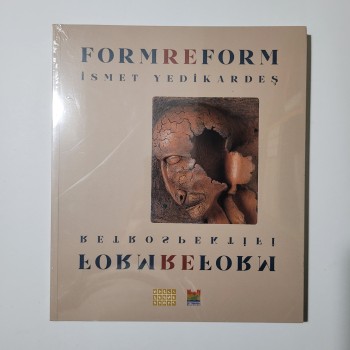 FORMREFORM
İSMET YEDİKARDEŞ
RETROSPEKTİFİ
FORMREFORM